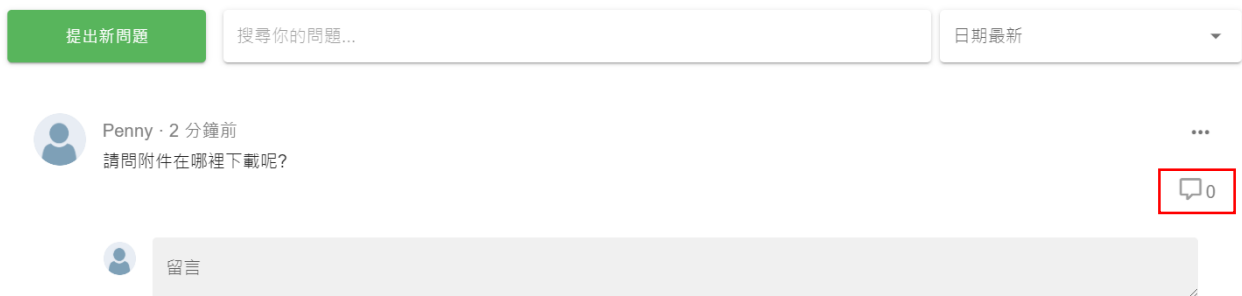 提出新問題
搜尋你的問題...
日期最新
Penny · 2 分鐘前
請問附件在哪裡下載呢?
0
留言